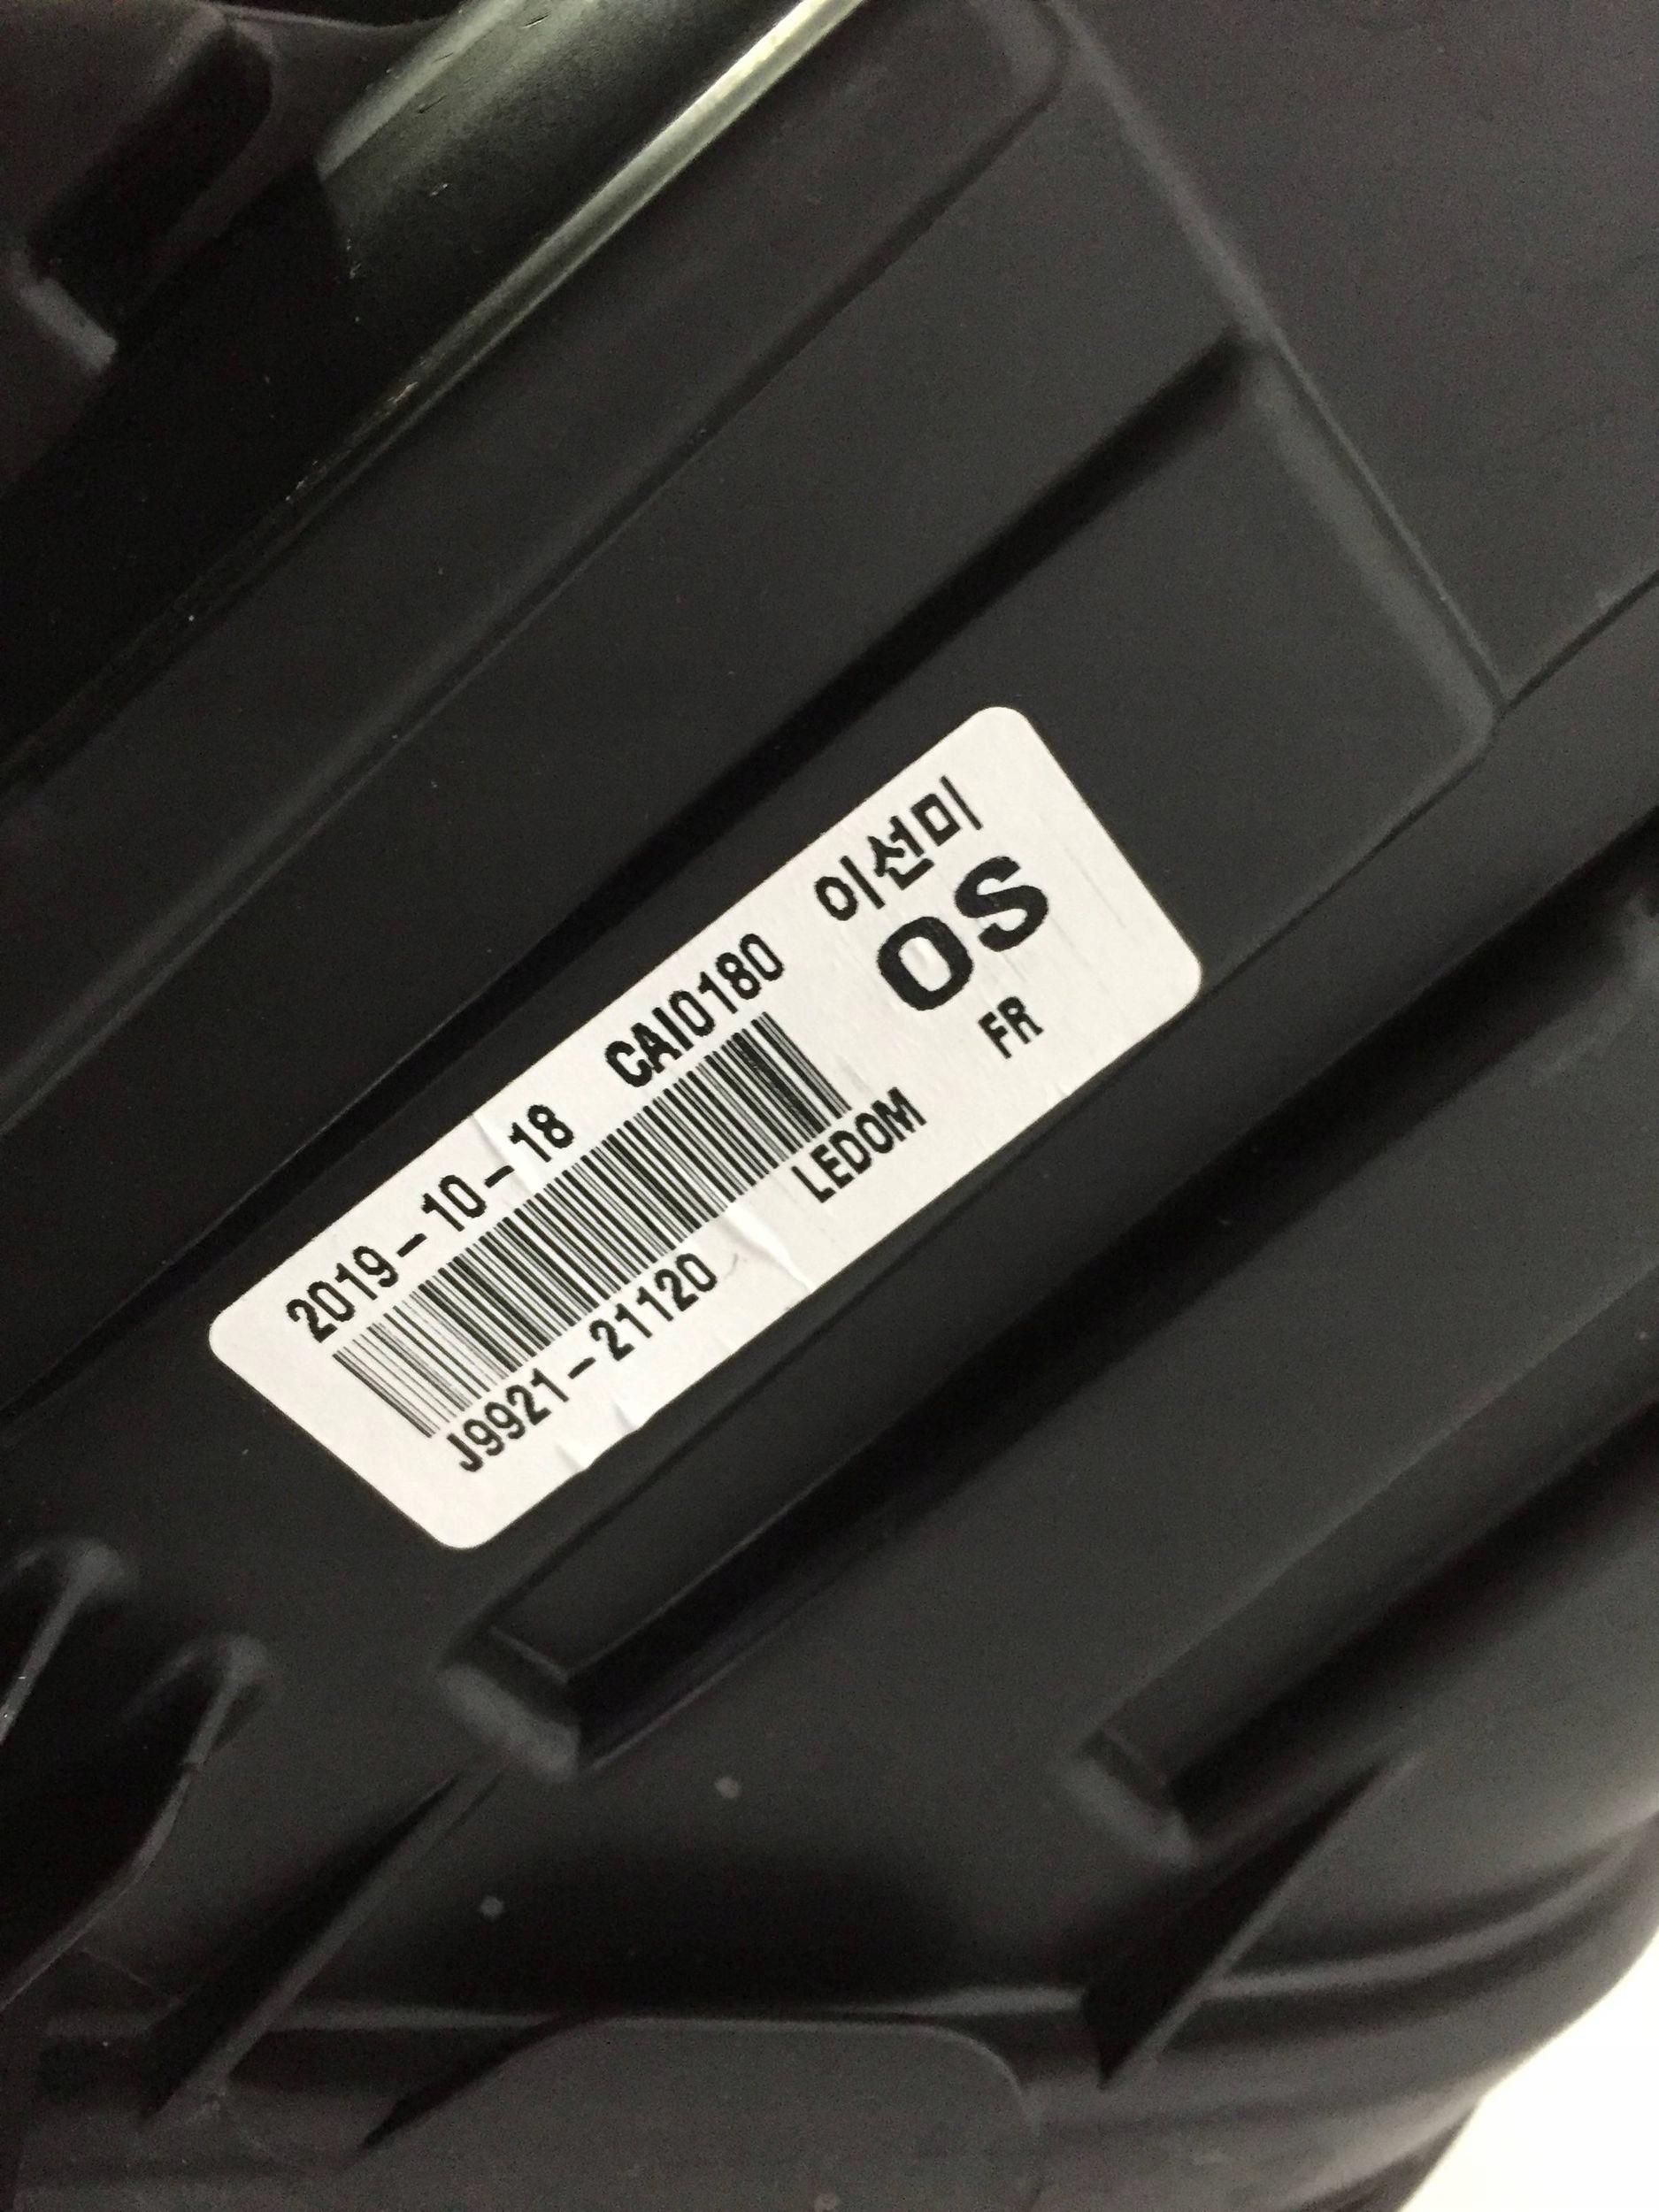 2019-10-18 CAI0180 이선미
OS
J9921-21120 LEDOM FR